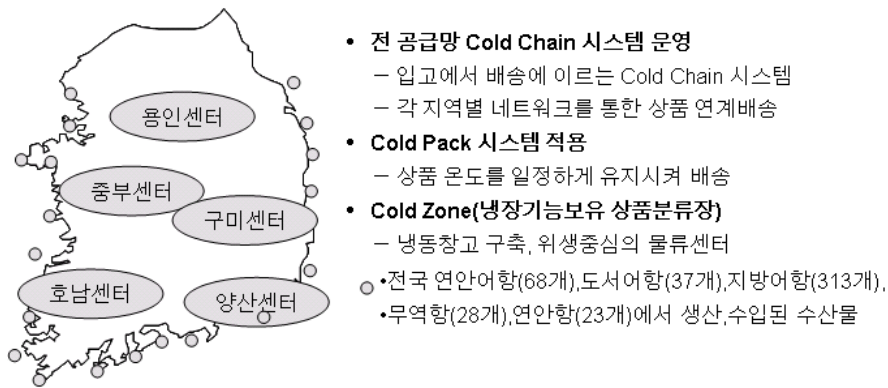 용인센터
중부센터
구미센터
호남센터
양산센터
• 전 공급망 Cold Chain 시스템 운영
– 입고에서 배송에 이르는 Cold Chain 시스템
– 각 지역별 네트워크를 통한 상품 연계배송
• Cold Pack 시스템 적용
– 상품 온도를 일정하게 유지시켜 배송
• Cold Zone(냉장기능보유 상품분류장)
– 냉동창고 구축, 위생중심의 물류센터
•전국 연안어항(68개),도서어항(37개),지방어항(313개),
•무역항(28개),연안항(23개)에서 생산,수입된 수산물